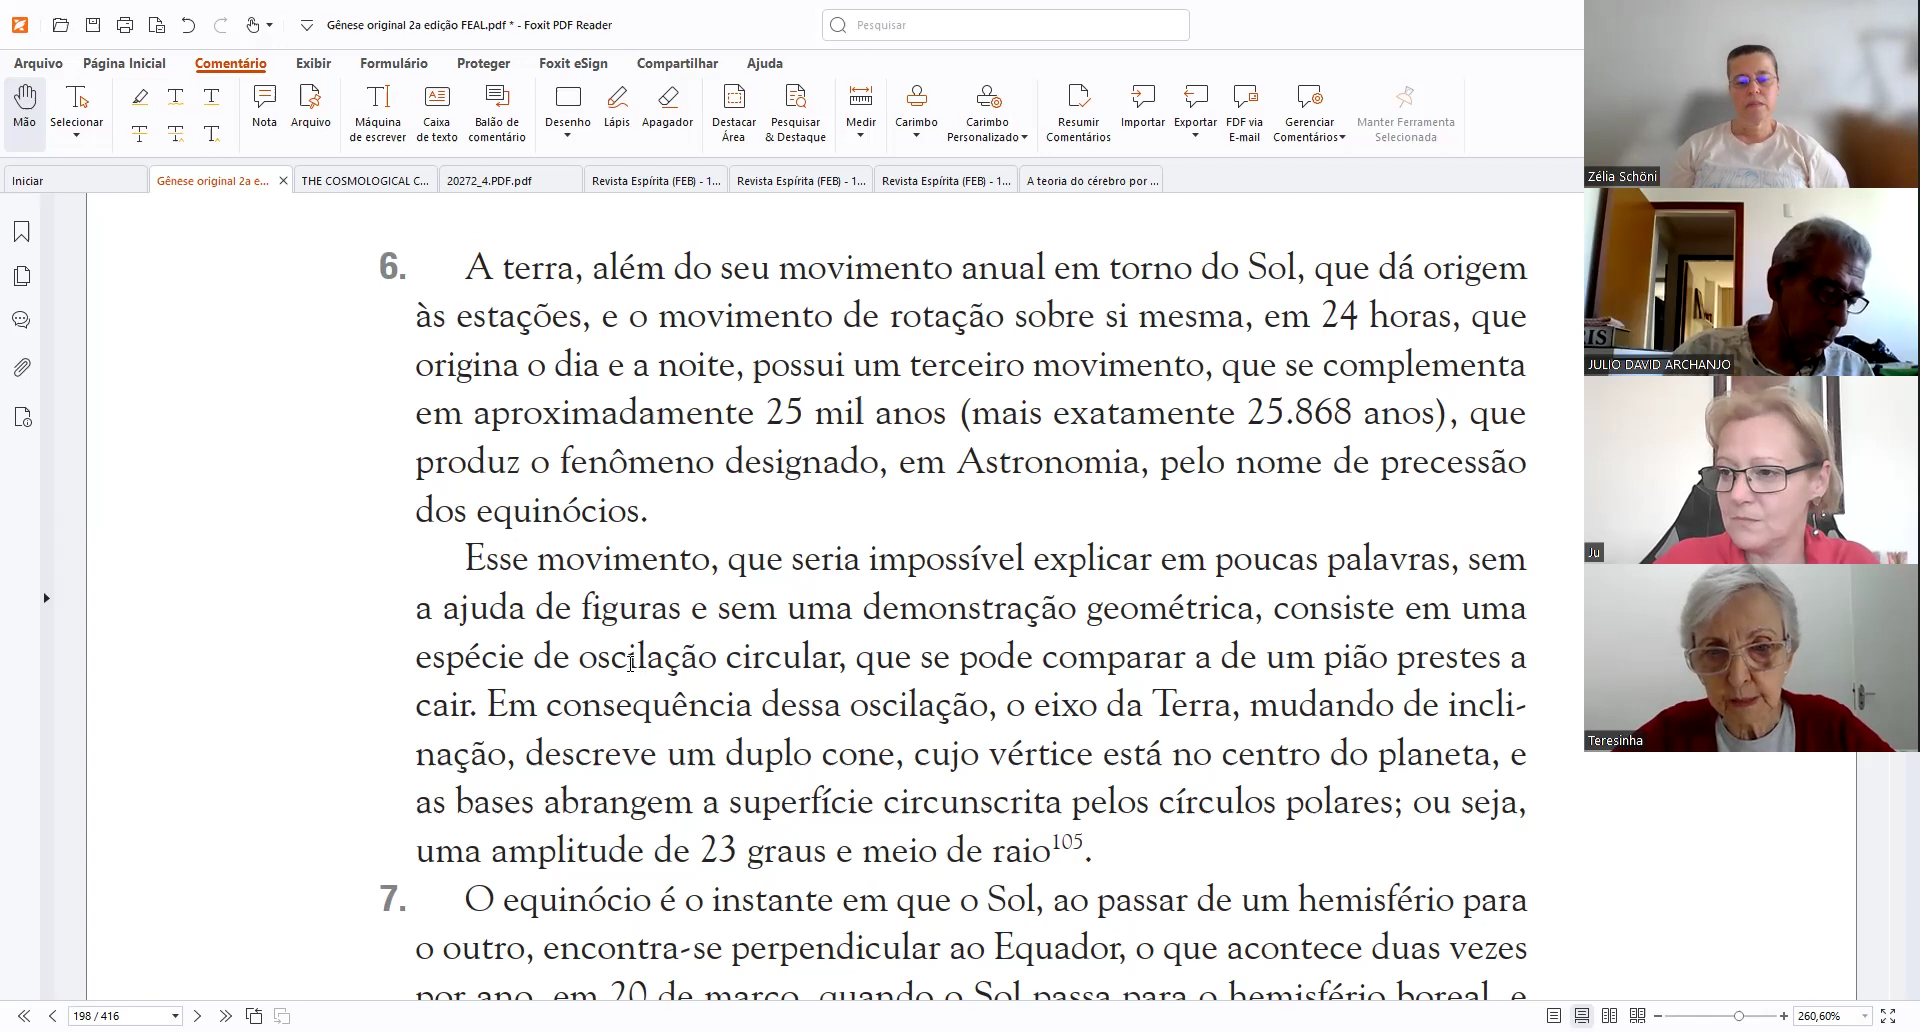 Gênese original 2a edição FEAL.pdf * - Foxit PDF Reader
Pesquisar
Arquivo Página Inicial Comentário Exibir Formulário Proteger Foxit eSign Compartilhar Ajuda
Mão Selecionar Nota Arquivo Máquina de escrever Caixa de texto Balão de comentário Desenho Lápis Apagador Destacar Área Pesquisar & Destaque Medir Carimbo Carimbo Personalizado Resumir Comentários Importar Exportar FDF via E-mail Gerenciar Comentários Manter Ferramenta Selecionada
Iniciar Gênese original 2a e... THE COSMOLOGICAL C... 20272_4.PDF.pdf Revista Espírita (FEB) - 1... Revista Espírita (FEB) - 1... Revista Espírita (FEB) - 1... A teoria do cérebro por ...
6. A terra, além do seu movimento anual em torno do Sol, que dá origem
às estações, e o movimento de rotação sobre si mesma, em 24 horas, que
origina o dia e a noite, possui um terceiro movimento, que se complementa
em aproximadamente 25 mil anos (mais exatamente 25.868 anos), que
produz o fenômeno designado, em Astronomia, pelo nome de precessão
dos equinócios.
Esse movimento, que seria impossível explicar em poucas palavras, sem
a ajuda de figuras e sem uma demonstração geométrica, consiste em uma
espécie de oscilação circular, que se pode comparar a de um pião prestes a
cair. Em consequência dessa oscilação, o eixo da Terra, mudando de incli-
nação, descreve um duplo cone, cujo vértice está no centro do planeta, e
as bases abrangem a superfície circunscrita pelos círculos polares; ou seja,
uma amplitude de 23 graus e meio de raio105.
7. O equinócio é o instante em que o Sol, ao passar de um hemisfério para
o outro, encontra-se perpendicular ao Equador, o que acontece duas vezes
por ano, em 20 de março, quando o Sol passa para o hemisfério boreal, e
198 / 416
260,60%
Zélia Schöni
JULIO DAVID ARCHANJO
Ju
Teresinha